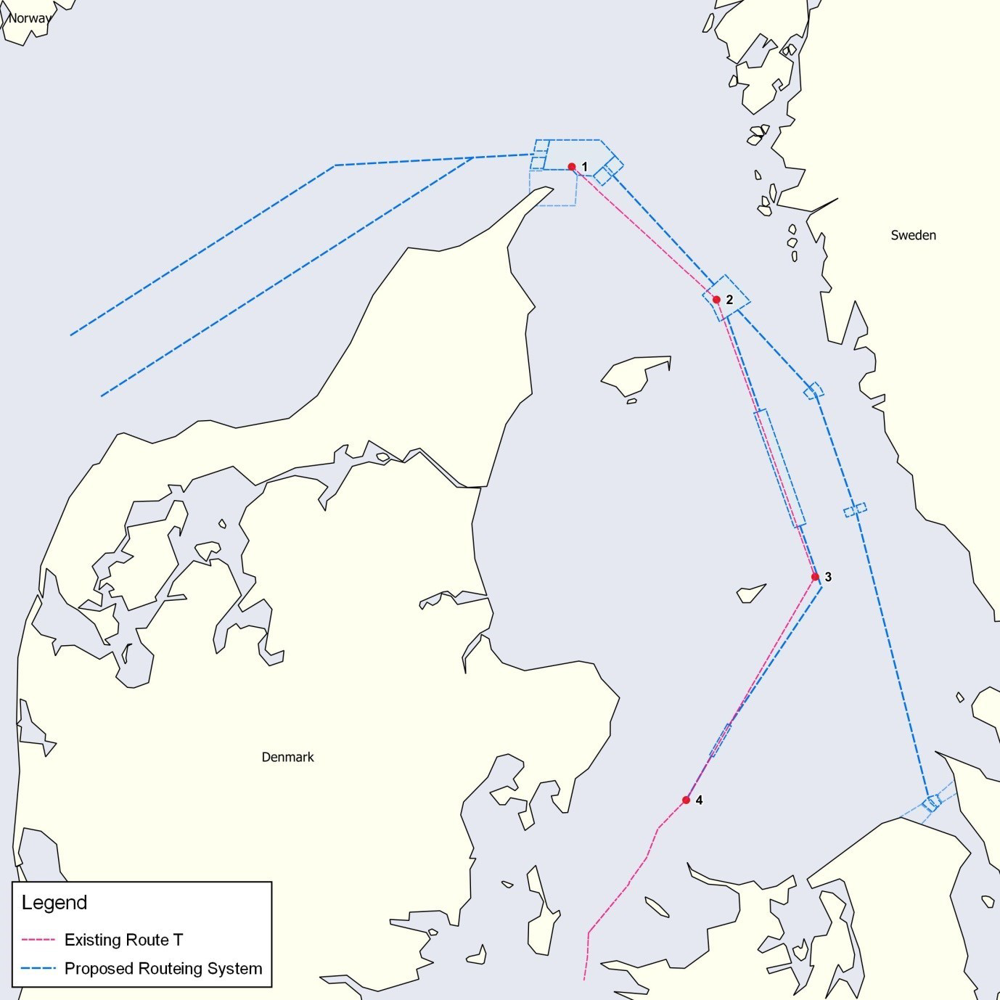 Norway
1
Sweden
2
3
Denmark
4
Legend
Existing Route T
Proposed Routeing System